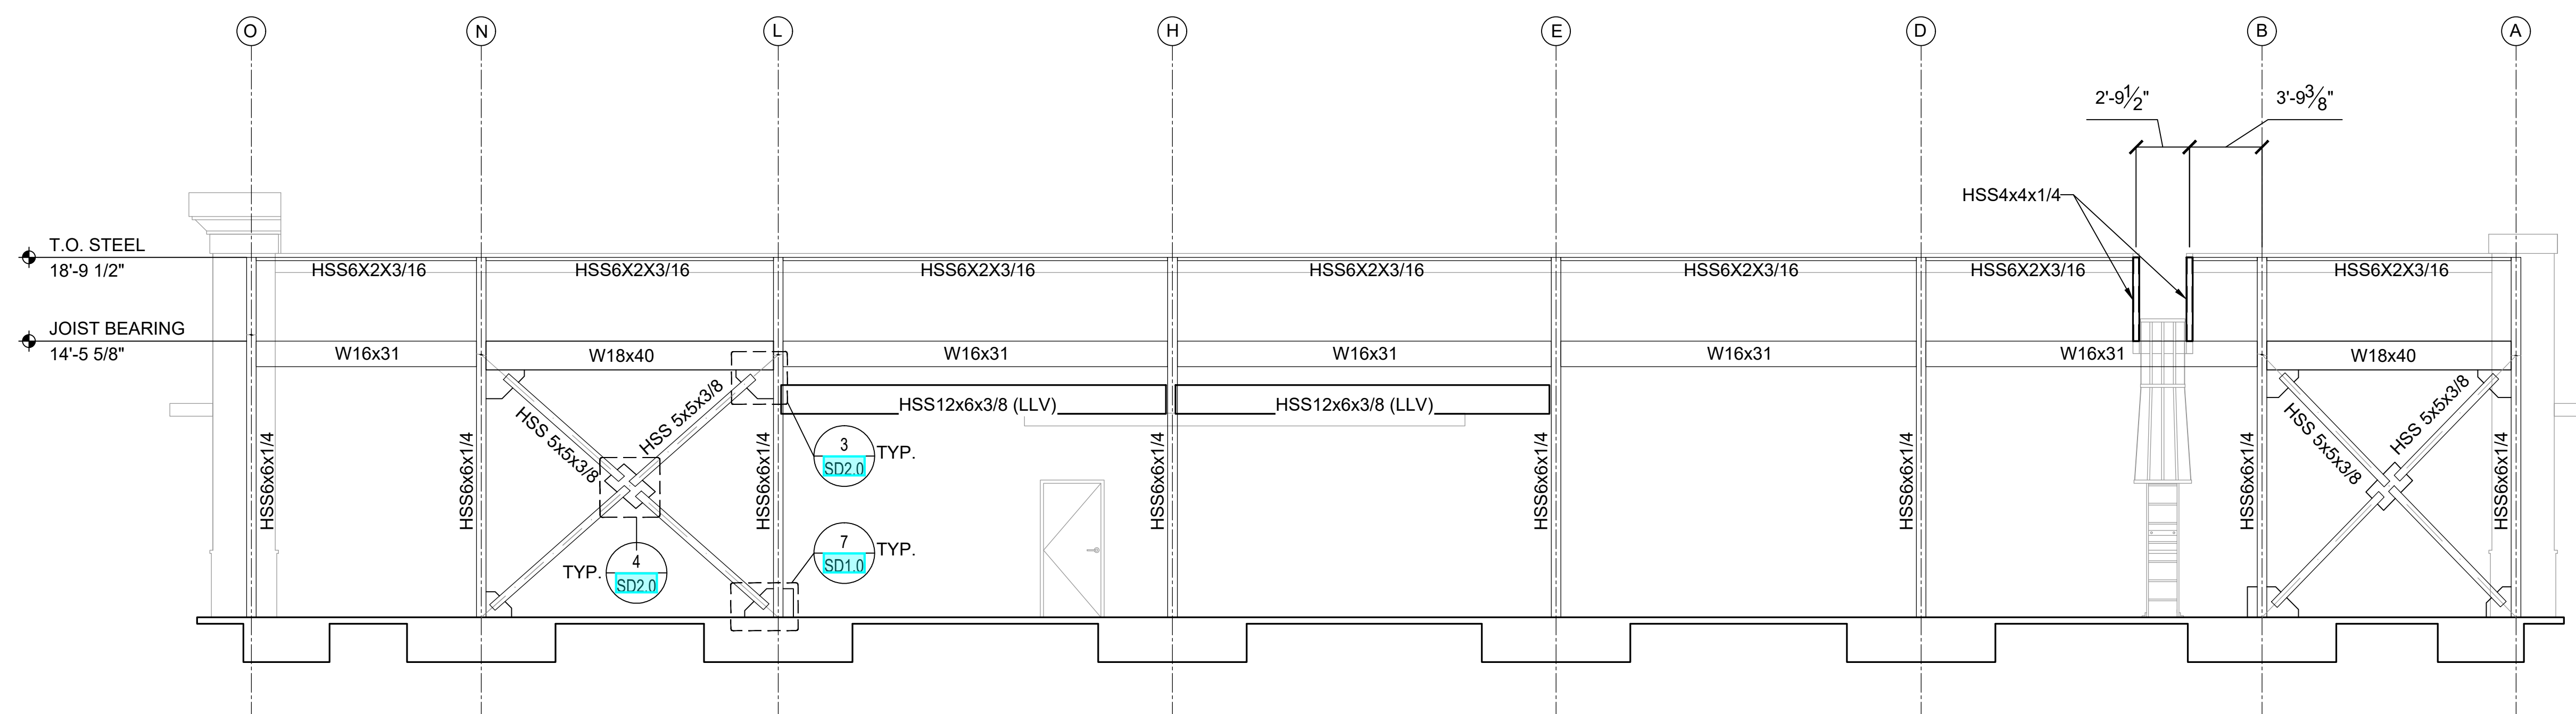 O
N
L
H
E
D
B
A
2'-9 1/2"
3'-9 3/8"
HSS4x4x1/4
T.O. STEEL
18'-9 1/2"
HSS6X2X3/16
HSS6X2X3/16
HSS6X2X3/16
HSS6X2X3/16
HSS6X2X3/16
HSS6X2X3/16
HSS6X2X3/16
JOIST BEARING
14'-5 5/8"
W16x31
W18x40
W16x31
W16x31
W16x31
W16x31
W18x40
HSS12x6x3/8 (LLV)
HSS12x6x3/8 (LLV)
HSS 5x5x3/8
HSS 5x5x3/8
HSS 5x5x3/8
HSS 5x5x3/8
HSS6x6x1/4
HSS6x6x1/4
HSS6x6x1/4
HSS6x6x1/4
HSS6x6x1/4
HSS6x6x1/4
HSS6x6x1/4
HSS6x6x1/4
3
SD2.0
TYP.
7
SD1.0
TYP.
TYP.
4
SD2.0